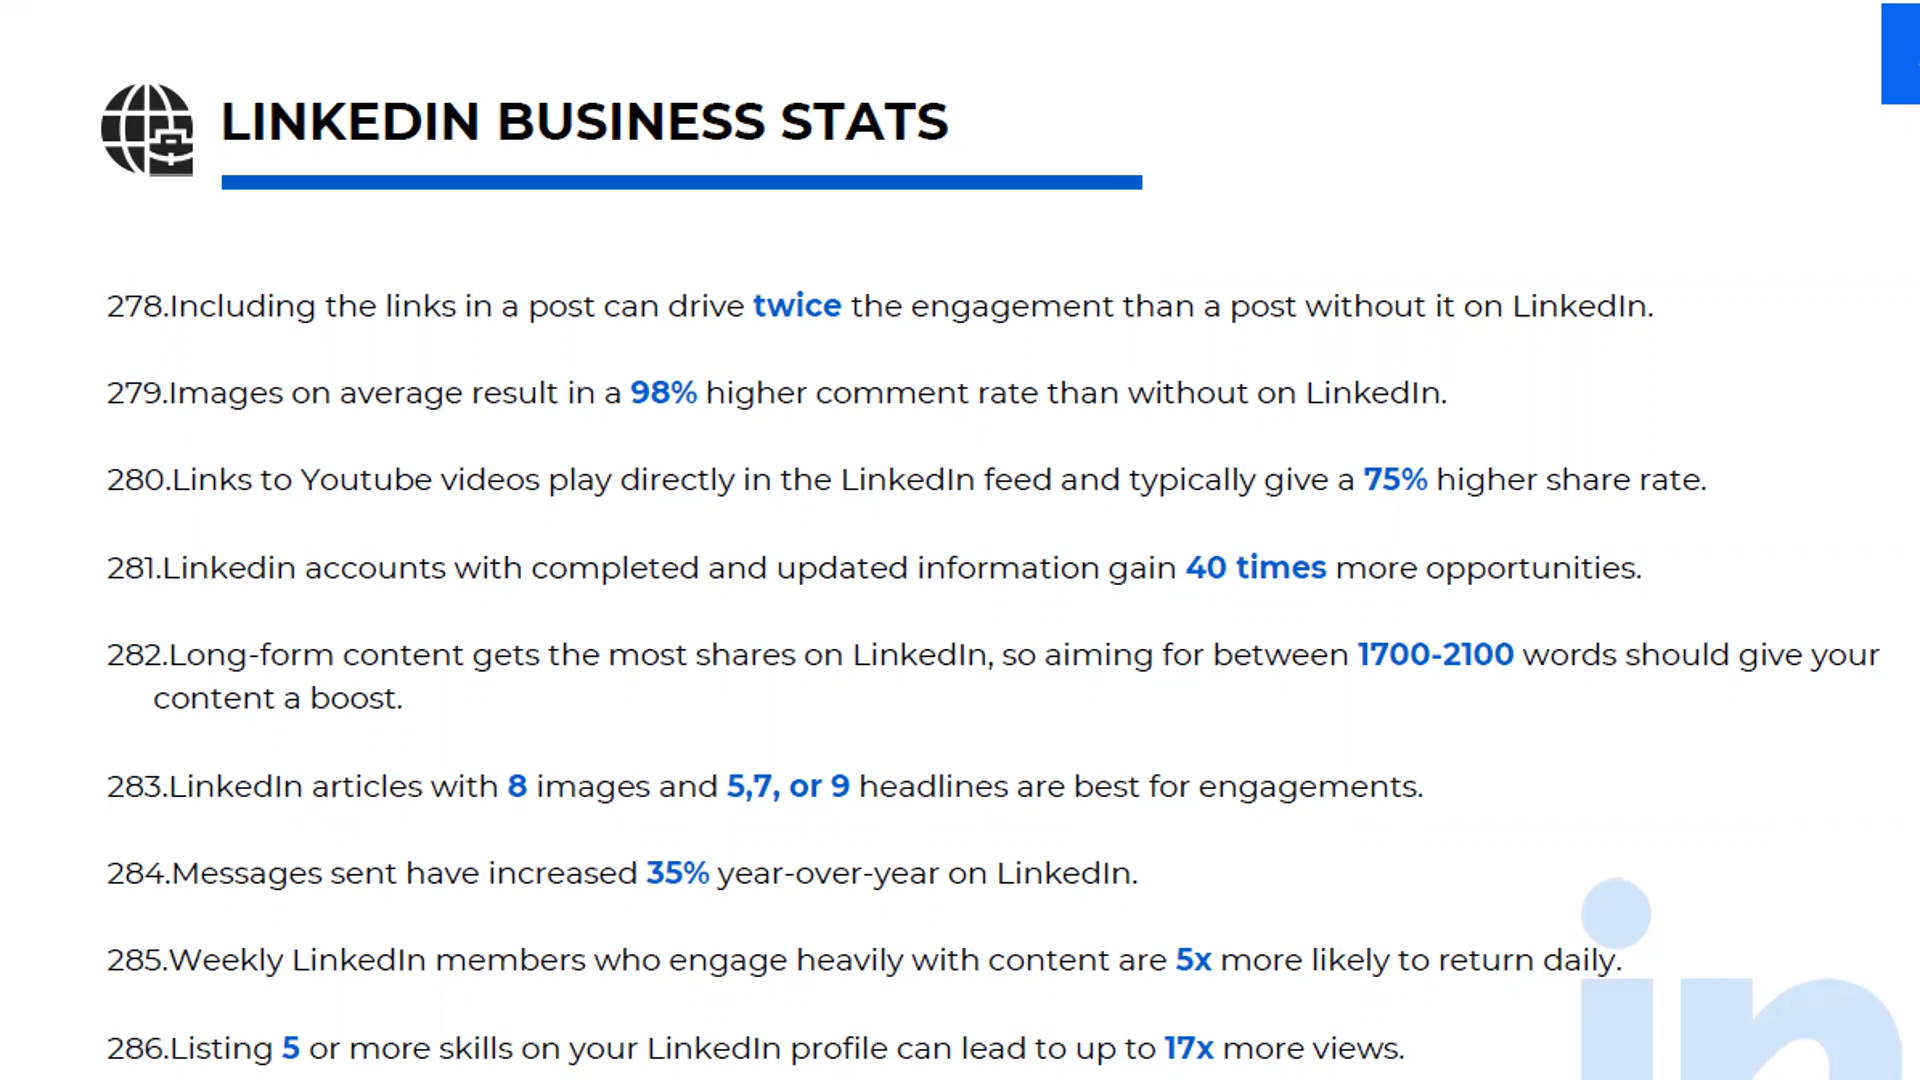 LINKEDIN BUSINESS STATS
278.Including the links in a post can drive twice the engagement than a post without it on LinkedIn.
279.Images on average result in a 98% higher comment rate than without on LinkedIn.
280.Links to Youtube videos play directly in the LinkedIn feed and typically give a 75% higher share rate.
281.Linkedin accounts with completed and updated information gain 40 times more opportunities.
282.Long-form content gets the most shares on LinkedIn, so aiming for between 1700-2100 words should give your
content a boost.
283.LinkedIn articles with 8 images and 5,7, or 9 headlines are best for engagements.
284.Messages sent have increased 35% year-over-year on LinkedIn.
285.Weekly LinkedIn members who engage heavily with content are 5x more likely to return daily.
286.Listing 5 or more skills on your LinkedIn profile can lead to up to 17x more views.
in